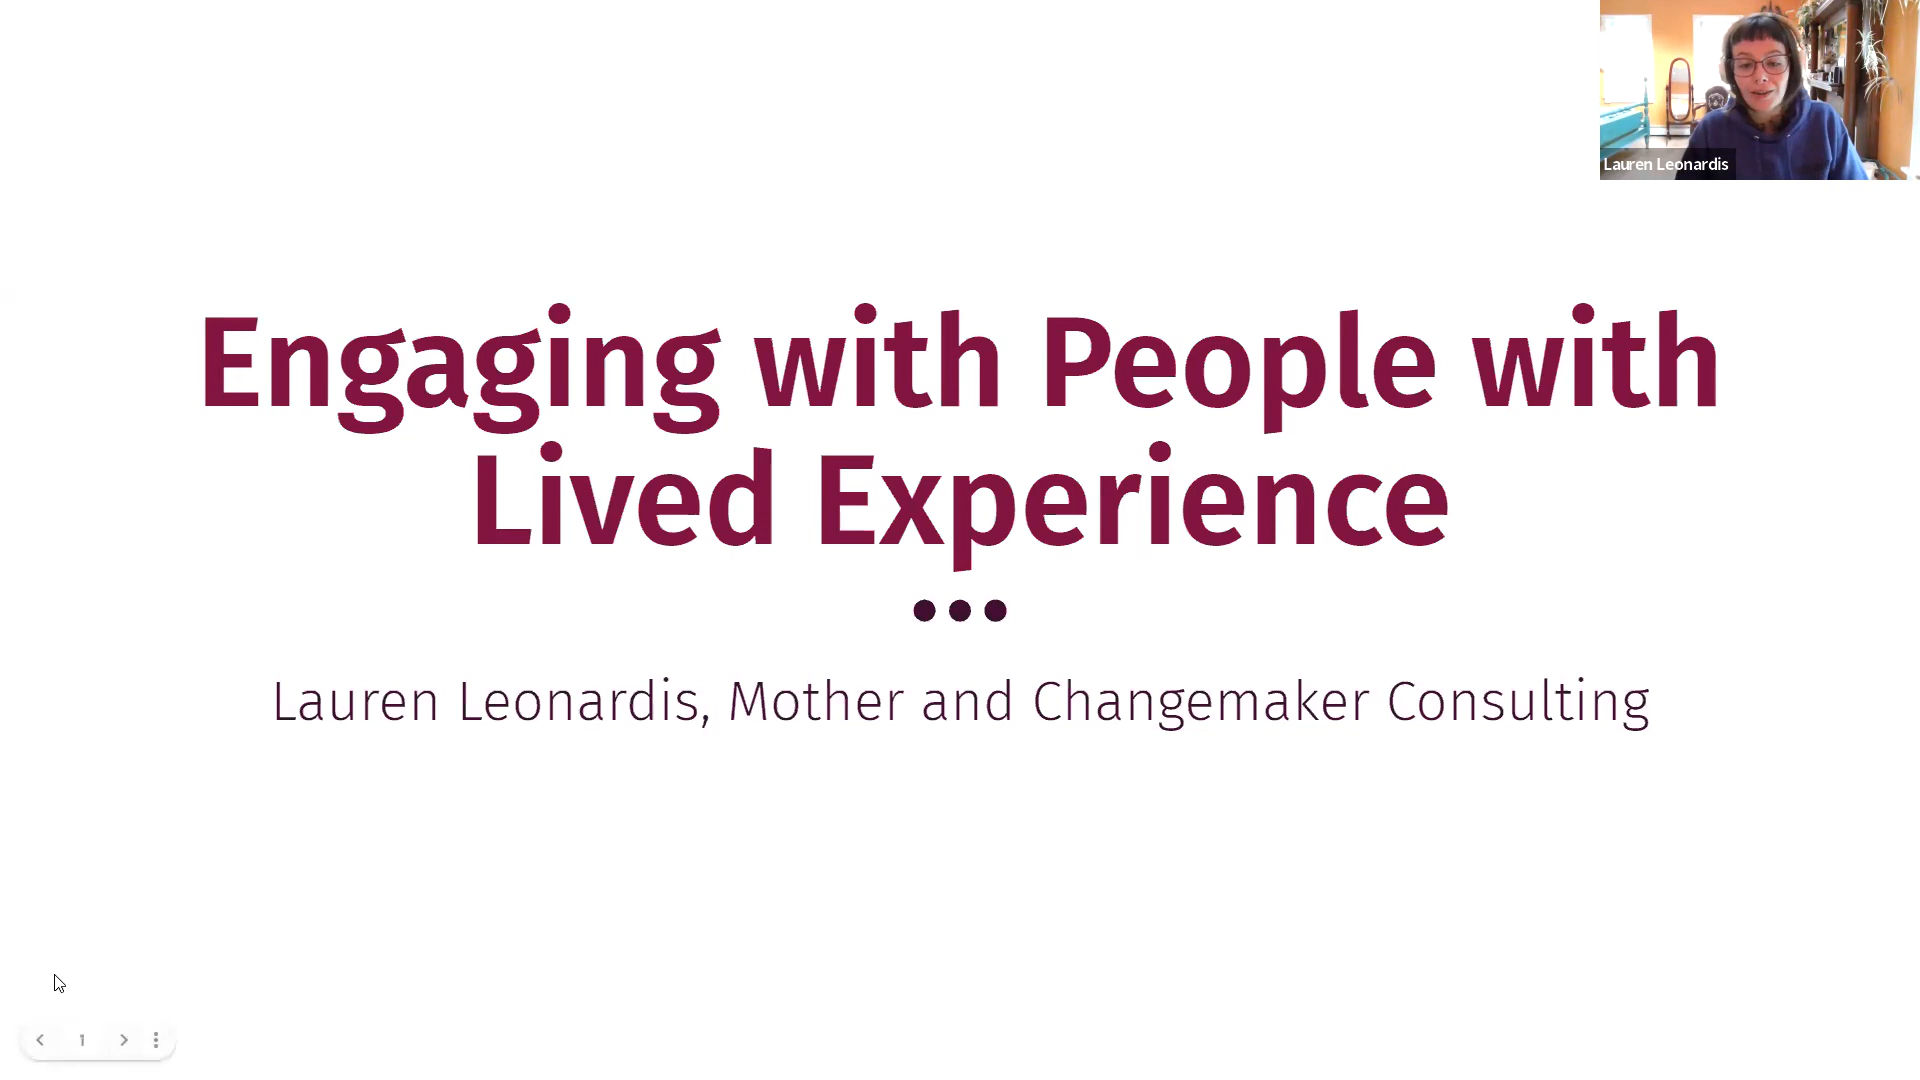 Lauren Leonardis
Engaging with People with
Lived Experience
Lauren Leonardis, Mother and Changemaker Consulting
1